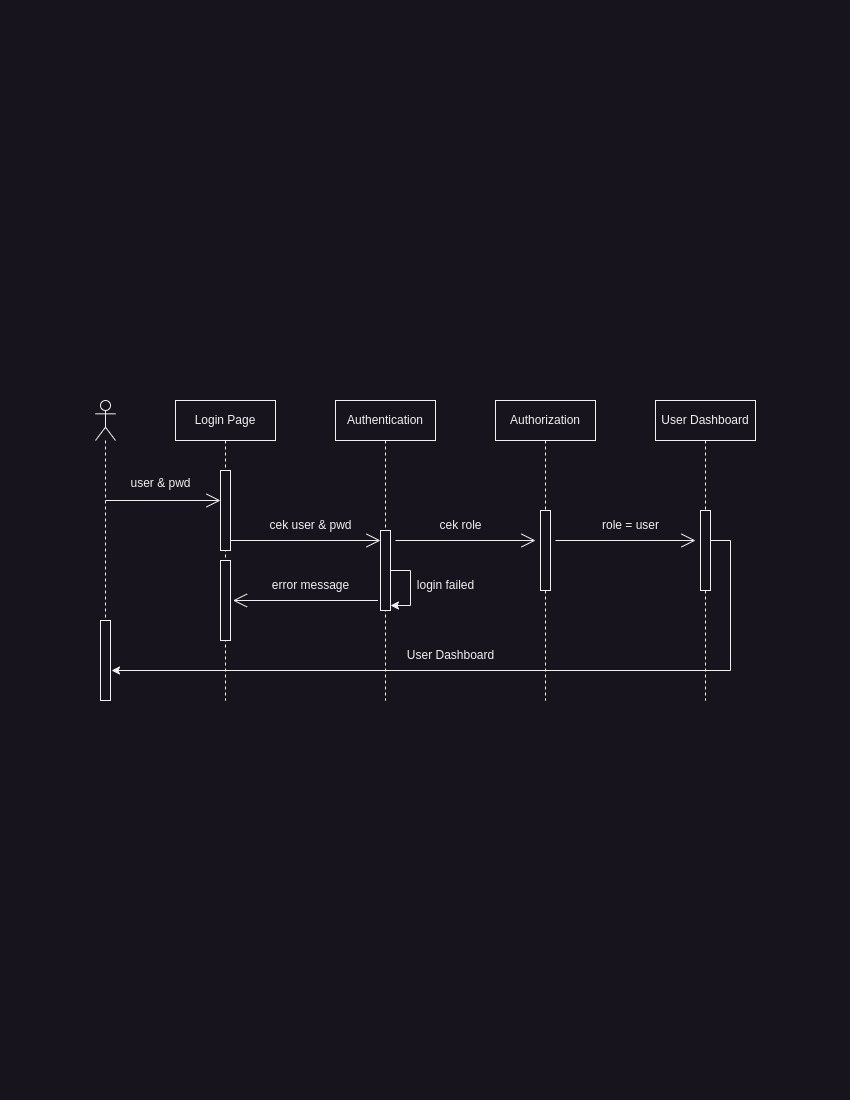 Login Page
Authentication
Authorization
User Dashboard
user & pwd
cek user & pwd
cek role
role = user
error message
login failed
User Dashboard